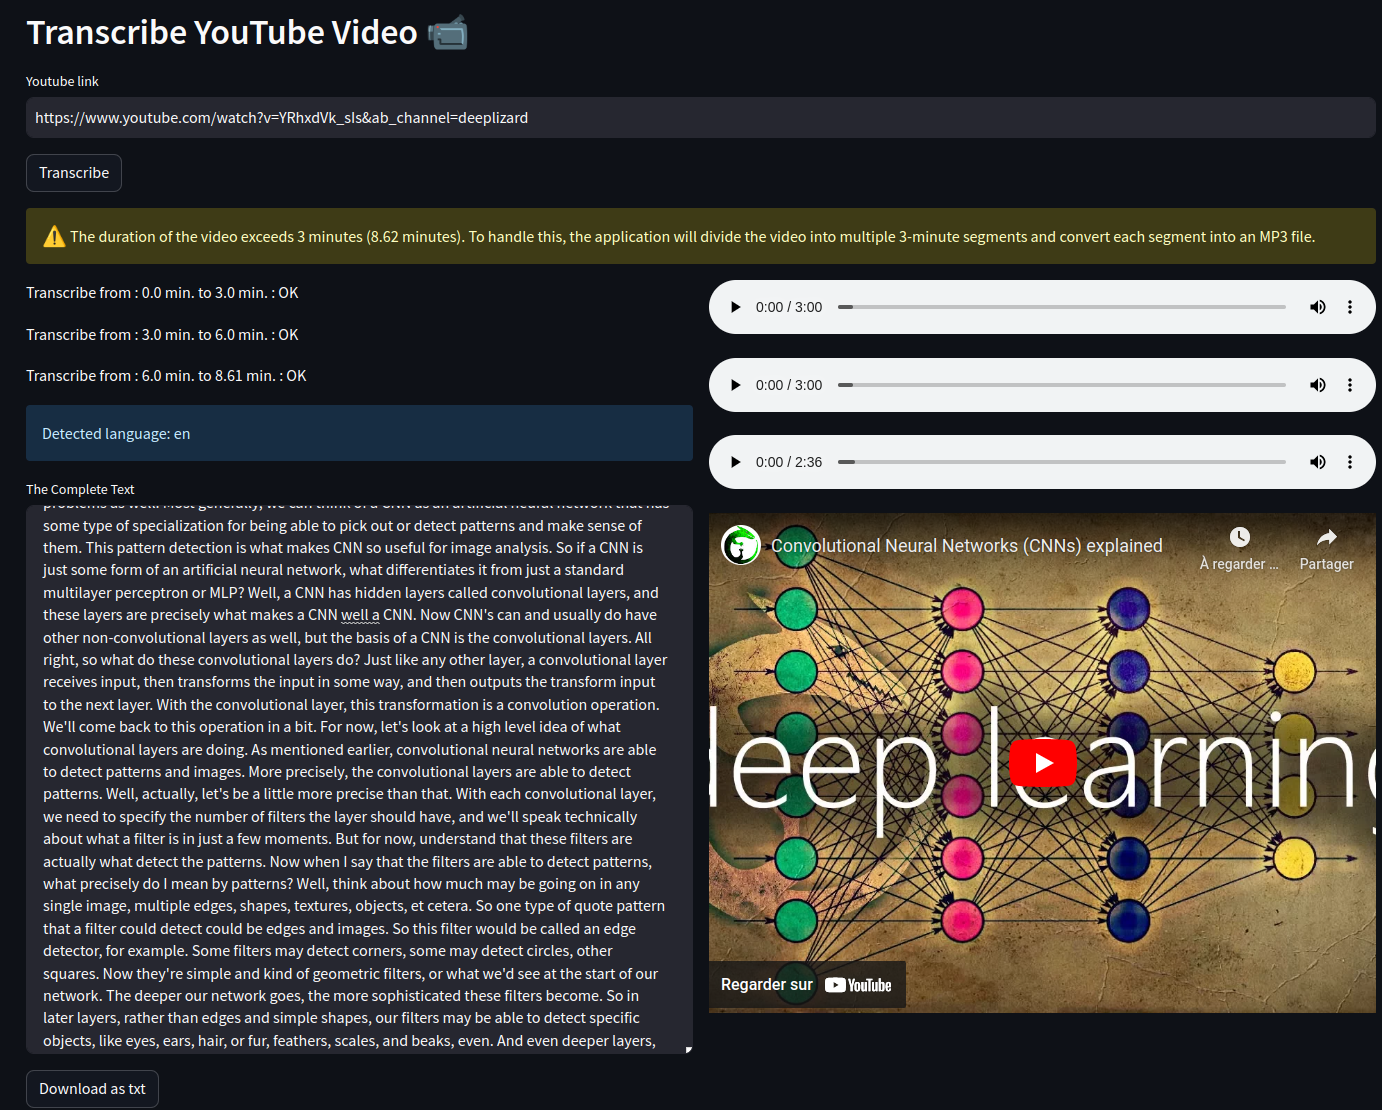 Transcribe YouTube Video
Youtube link
https://www.youtube.com/watch?v=YRhxdVk_sIs&ab_channel=deeplizard
Transcribe
The duration of the video exceeds 3 minutes (8.62 minutes). To handle this, the application will divide the video into multiple 3-minute segments and convert each segment into an MP3 file.
Transcribe from : 0.0 min. to 3.0 min. : OK
Transcribe from : 3.0 min. to 6.0 min. : OK
Transcribe from : 6.0 min. to 8.61 min. : OK
Detected language: en
The Complete Text
problems as well. Most generally, we can think of a CNN as an artificial neural network that has
some type of specialization for being able to pick out or detect patterns and make sense of
them. This pattern detection is what makes CNN so useful for image analysis. So if a CNN is
just some form of an artificial neural network, what differentiates it from just a standard
multilayer perceptron or MLP? Well, a CNN has hidden layers called convolutional layers, and
these layers are precisely what makes a CNN well a CNN. Now CNN's can and usually do have
other non-convolutional layers as well, but the basis of a CNN is the convolutional layers. All
right, so what do these convolutional layers do? Just like any other layer, a convolutional layer
receives input, then transforms the input in some way, and then outputs the transform input
to the next layer. With the convolutional layer, this transformation is a convolution operation.
We'll come back to this operation in a bit. For now, let's look at a high level idea of what
convolutional layers are doing. As mentioned earlier, convolutional neural networks are able
to detect patterns and images. More precisely, the convolutional layers are able to detect
patterns. Well, actually, let's be a little more precise than that. With each convolutional layer,
we need to specify the number of filters the layer should have, and we'll speak technically
about what a filter is in just a few moments. But for now, understand that these filters are
actually what detect the patterns. Now when I say that the filters are able to detect patterns,
what precisely do I mean by patterns? Well, think about how much may be going on in any
single image, multiple edges, shapes, textures, objects, et cetera. So one type of quote pattern
that a filter could detect could be edges and images. So this filter would be called an edge
detector, for example. Some filters may detect corners, some may detect circles, other
squares. Now they're simple and kind of geometric filters, or what we'd see at the start of our
network. The deeper our network goes, the more sophisticated these filters become. So in
later layers, rather than edges and simple shapes, our filters may be able to detect specific
objects, like eyes, ears, hair, or fur, feathers, scales, and beaks, even. And even deeper layers,
Download as txt
0:00 / 3:00
0:00 / 3:00
0:00 / 2:36
Convolutional Neural Networks (CNNs) explained
À regarder ...
Partager
deep learning
Regarder sur YouTube